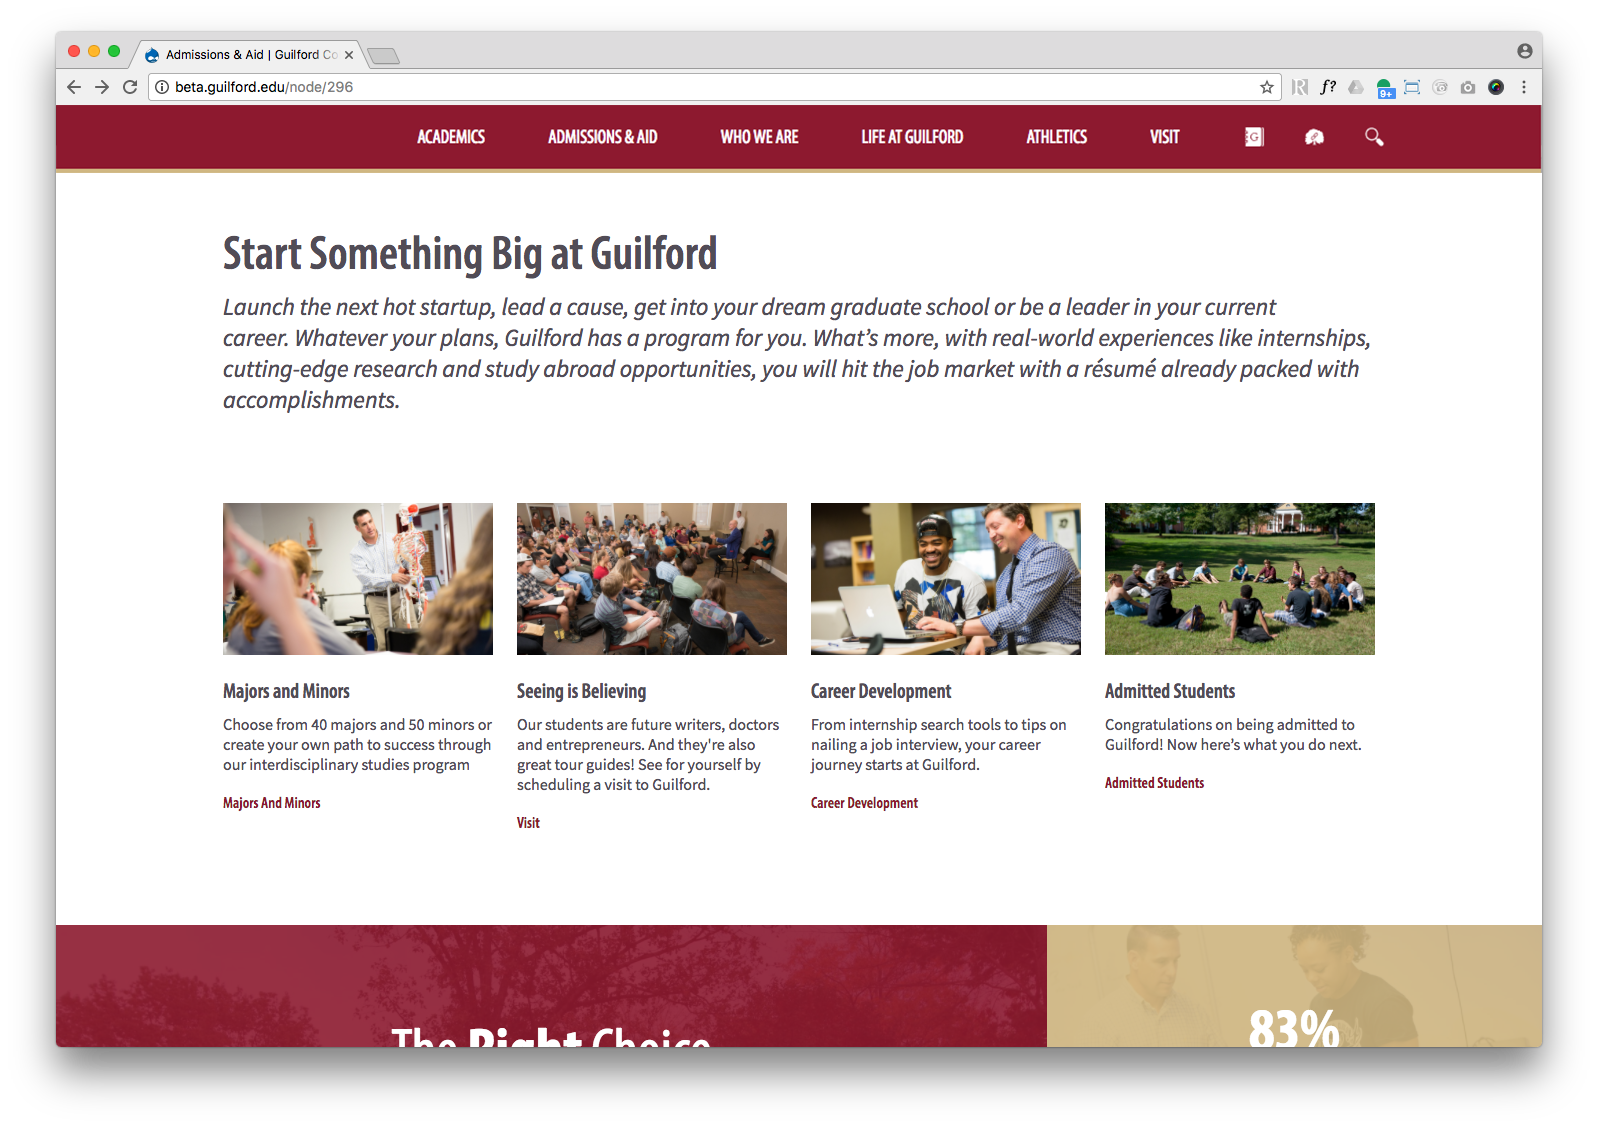 Admissions & Aid | Guilford Co
beta.guilford.edu/node/296
f?
9+
ACADEMICS
ADMISSIONS & AID
WHO WE ARE
LIFE AT GUILFORD
ATHLETICS
VISIT
G
Start Something Big at Guilford
Launch the next hot startup, lead a cause, get into your dream graduate school or be a leader in your current
career. Whatever your plans, Guilford has a program for you. What’s more, with real-world experiences like internships,
cutting-edge research and study abroad opportunities, you will hit the job market with a résumé already packed with
accomplishments.
Majors and Minors
Choose from 40 majors and 50 minors or
create your own path to success through
our interdisciplinary studies program
Majors And Minors
Seeing is Believing
Our students are future writers, doctors
and entrepreneurs. And they're also
great tour guides! See for yourself by
scheduling a visit to Guilford.
Visit
Career Development
From internship search tools to tips on
nailing a job interview, your career
journey starts at Guilford.
Career Development
Admitted Students
Congratulations on being admitted to
Guilford! Now here’s what you do next.
Admitted Students
The Right Choice
83%